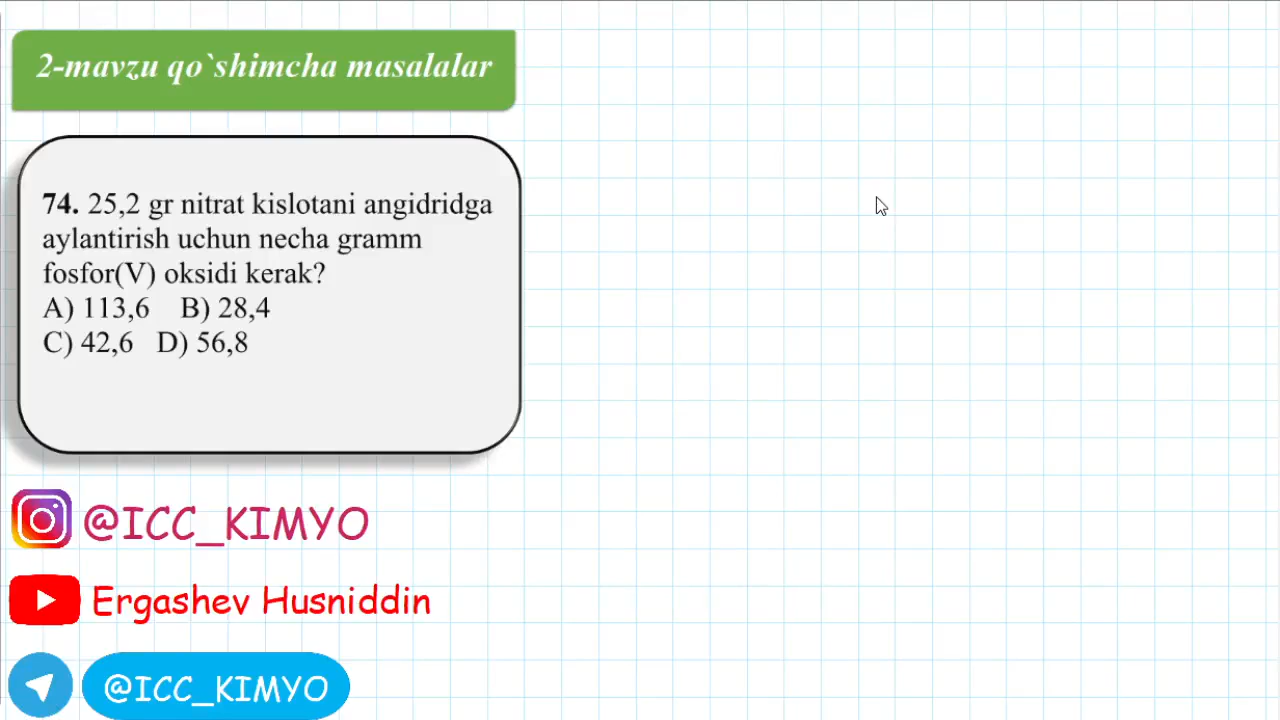 2-mavzu qo`shimcha masalalar
74. 25,2 gr nitrat kislotani angidridga
aylantirish uchun necha gramm
fosfor(V) oksidi kerak?
A) 113,6 B) 28,4
C) 42,6 D) 56,8
@ICC_KIMYO
Ergashev Husniddin
@ICC_KIMYO